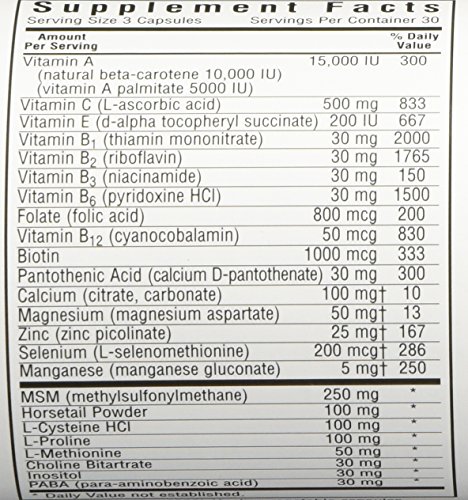 Supplement Facts
Serving Size 3 Capsules Servings Per Container 30
Amount Per Serving % Daily Value
Vitamin A 15,000 IU 300
(natural beta-carotene 10,000 IU)
(vitamin A palmitate 5000 IU)
Vitamin C (L-ascorbic acid) 500 mg 833
Vitamin E (d-alpha tocopheryl succinate) 200 IU 667
Vitamin B1 (thiamin mononitrate) 30 mg 2000
Vitamin B2 (riboflavin) 30 mg 1765
Vitamin B3 (niacinamide) 30 mg 150
Vitamin B6 (pyridoxine HCl) 30 mg 1500
Folate (folic acid) 800 mcg 200
Vitamin B12 (cyanocobalamin) 50 mcg 830
Biotin 1000 mcg 333
Pantothenic Acid (calcium D-pantothenate) 30 mg 300
Calcium (citrate, carbonate) 100 mg† 10
Magnesium (magnesium aspartate) 50 mg† 13
Zinc (zinc picolinate) 25 mg† 167
Selenium (L-selenomethionine) 200 mcg† 286
Manganese (manganese gluconate) 5 mg† 250
MSM (methylsulfonylmethane) 250 mg *
Horsetail Powder 100 mg *
L-Cysteine HCl 100 mg *
L-Proline 100 mg *
L-Methionine 50 mg *
Choline Bitartrate 30 mg *
Inositol 30 mg *
PABA (para-aminobenzoic acid) 30 mg *
* Daily Value not established.